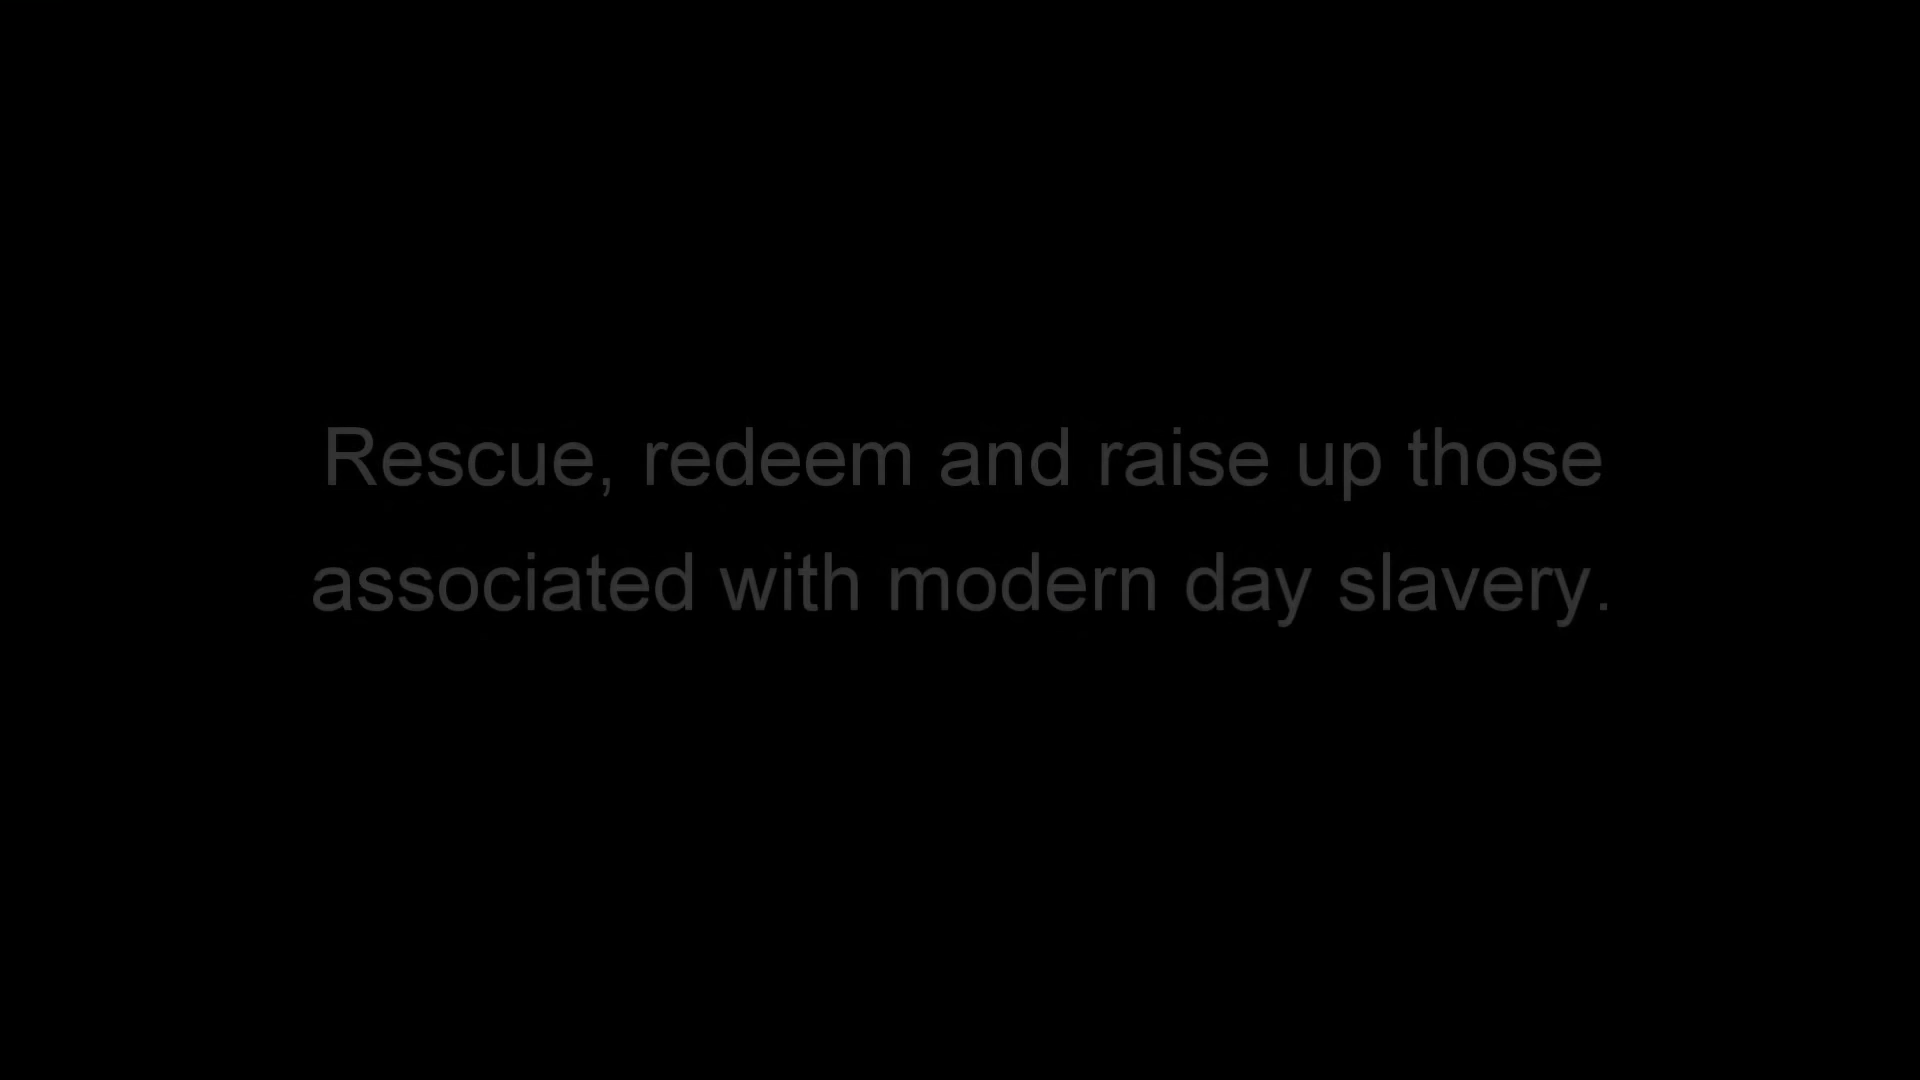 Rescue, redeem and raise up those
associated with modern day slavery.